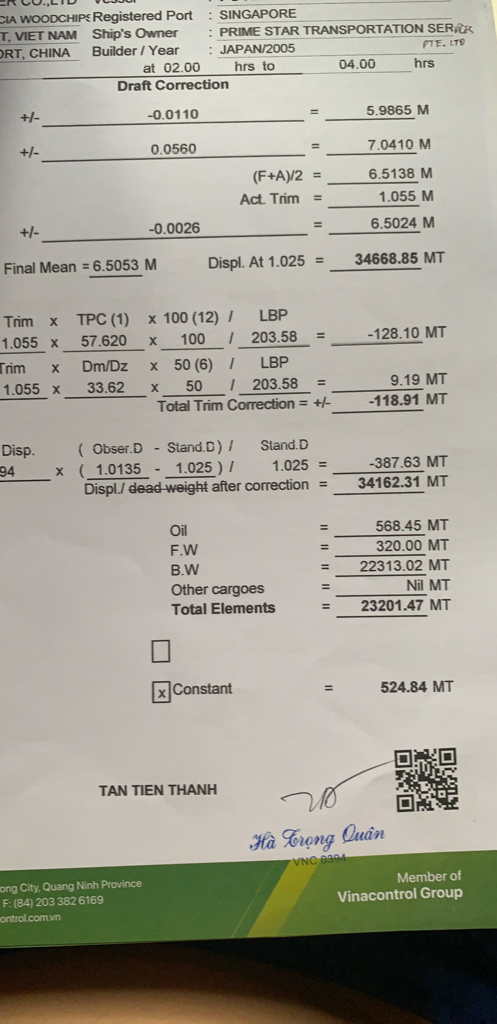 CO.,LTD Vessel
CIA WOODCHIPS Registered Port : SINGAPORE
T, VIET NAM Ship's Owner : PRIME STAR TRANSPORTATION SERVICES PTE. LTD
ORT, CHINA Builder / Year : JAPAN/2005
at 02.00 hrs to 04.00 hrs
Draft Correction
+/- -0.0110 = 5.9865 M
+/- 0.0560 = 7.0410 M
(F+A)/2 = 6.5138 M
Act. Trim = 1.055 M
+/- -0.0026 = 6.5024 M
Final Mean = 6.5053 M Displ. At 1.025 = 34668.85 MT
Trim x TPC (1) x 100 (12) / LBP
1.055 x 57.620 x 100 / 203.58 = -128.10 MT
Trim x Dm/Dz x 50 (6) / LBP
1.055 x 33.62 x 50 / 203.58 = 9.19 MT
Total Trim Correction = +/- -118.91 MT
Disp. ( Obser.D - Stand.D ) / Stand.D
94 x ( 1.0135 - 1.025 ) / 1.025 = -387.63 MT
Displ./ dead weight after correction = 34162.31 MT
Oil = 568.45 MT
F.W = 320.00 MT
B.W = 22313.02 MT
Other cargoes = Nil MT
Total Elements = 23201.47 MT
x Constant = 524.84 MT
TAN TIEN THANH
Hà Trọng Quân
VNC 0394
ong City, Quang Ninh Province
F: (84) 203 382 6169
ontrol.com.vn
Member of
Vinacontrol Group